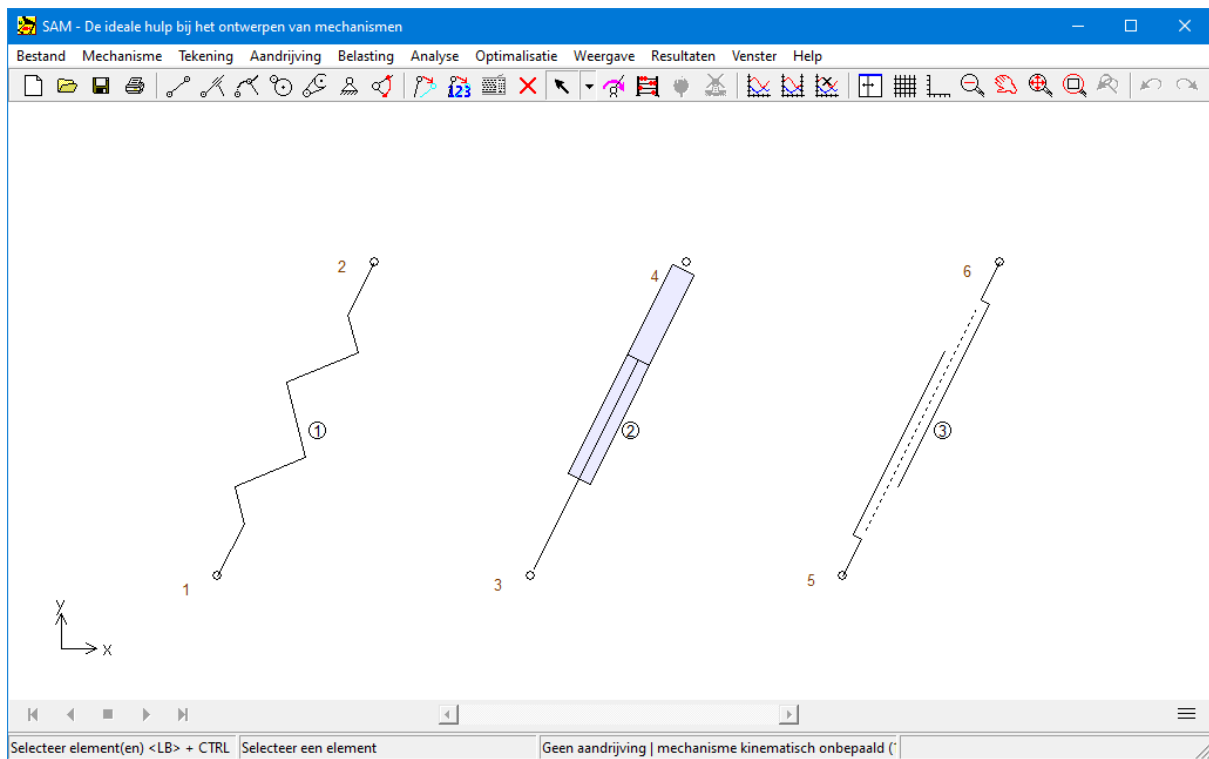 SAM - De ideale hulp bij het ontwerpen van mechanismen
Bestand Mechanisme Tekening Aandrijving Belasting Analyse Optimalisatie Weergave Resultaten Venster Help
123
2
4
6
1
2
3
1
3
5
y
x
Selecteer element(en) <LB> + CTRL Selecteer een element Geen aandrijving | mechanisme kinematisch onbepaald (